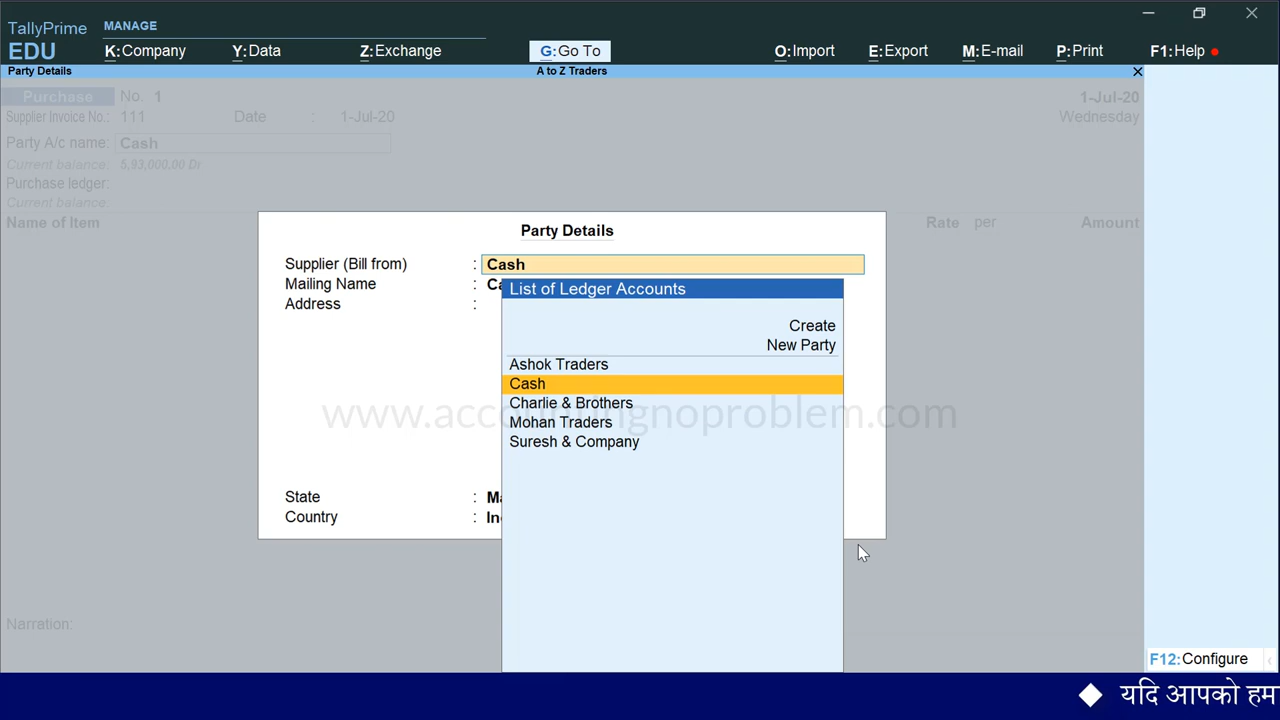 TallyPrime
EDU
MANAGE
K:Company
Y:Data
Z:Exchange
G:Go To
O:Import
E:Export
M:E-mail
P:Print
F1:Help
Party Details
A to Z Traders
Purchase No. 1
1-Jul-20
Supplier Invoice No.: 111 Date : 1-Jul-20
Wednesday
Party A/c name: Cash
Current balance: 5,93,000.00 Dr
Purchase ledger:
Current balance:
Name of Item
Rate per Amount
Party Details
Supplier (Bill from) : Cash
Mailing Name : Ca
Address :
List of Ledger Accounts
Create
New Party
Ashok Traders
Cash
Charlie & Brothers
Mohan Traders
Suresh & Company
www.accountingnoproblem.com
State : Ma
Country : In
Narration:
F12:Configure
यदि आपको हम